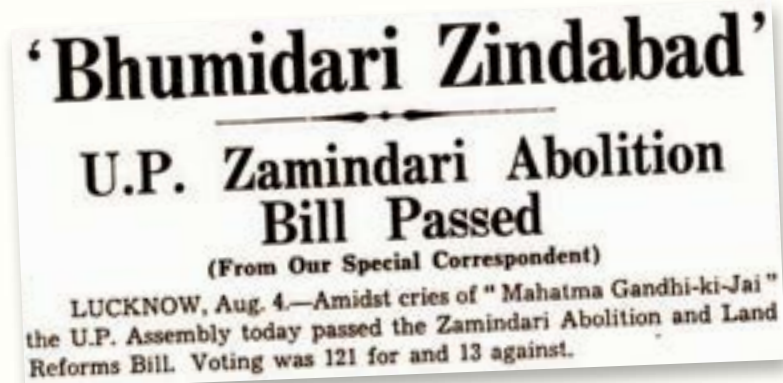 ‘Bhumidari Zindabad’
U.P. Zamindari Abolition
Bill Passed
(From Our Special Correspondent)
LUCKNOW, Aug. 4.—Amidst cries of "Mahatma Gandhi-ki-Jai"
the U.P. Assembly today passed the Zamindari Abolition and Land
Reforms Bill. Voting was 121 for and 13 against.